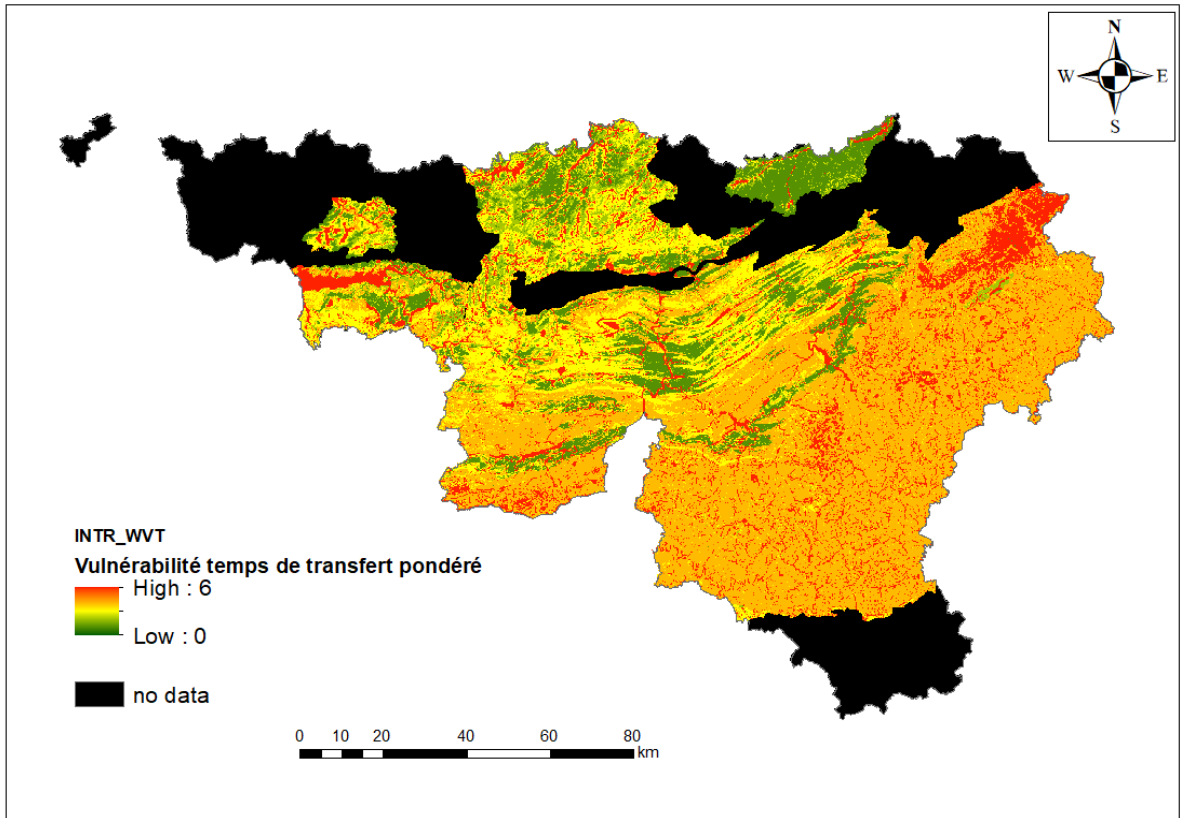 N
W E
S
INTR_WVT
Vulnérabilité temps de transfert pondéré
High : 6
Low : 0
no data
0 10 20 40 60 80
km